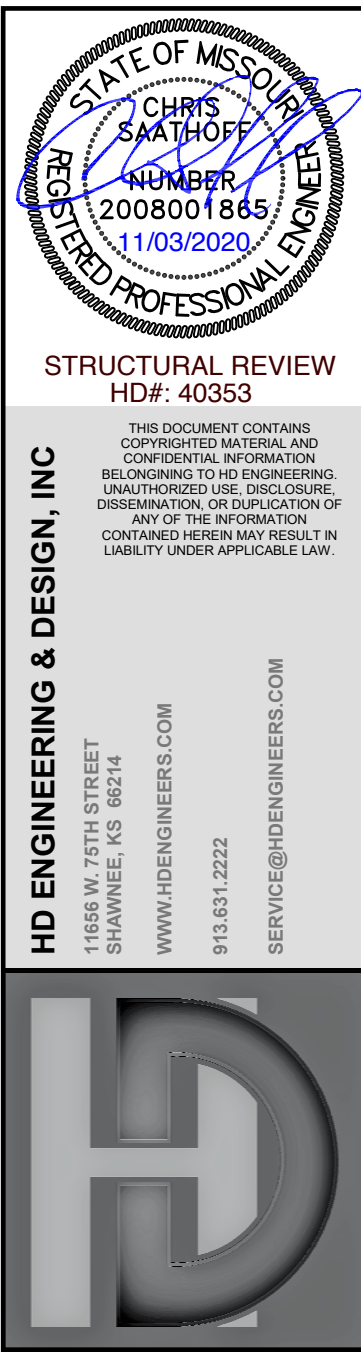 STATE OF MISSOURI
CHRIS
SAATHOFF
NUMBER
2008001865
11/03/2020
REGISTERED PROFESSIONAL ENGINEER
STRUCTURAL REVIEW
HD#: 40353
THIS DOCUMENT CONTAINS
COPYRIGHTED MATERIAL AND
CONFIDENTIAL INFORMATION
BELONGINING TO HD ENGINEERING.
UNAUTHORIZED USE, DISCLOSURE,
DISSEMINATION, OR DUPLICATION OF
ANY OF THE INFORMATION
CONTAINED HEREIN MAY RESULT IN
LIABILITY UNDER APPLICABLE LAW.
HD ENGINEERING & DESIGN, INC
11656 W. 75TH STREET
SHAWNEE, KS 66214
WWW.HDENGINEERS.COM
913.631.2222
SERVICE@HDENGINEERS.COM
HD